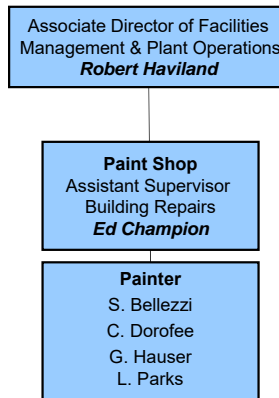 Associate Director of Facilities
Management & Plant Operations
Robert Haviland
Paint Shop
Assistant Supervisor
Building Repairs
Ed Champion
Painter
S. Bellezzi
C. Dorofee
G. Hauser
L. Parks